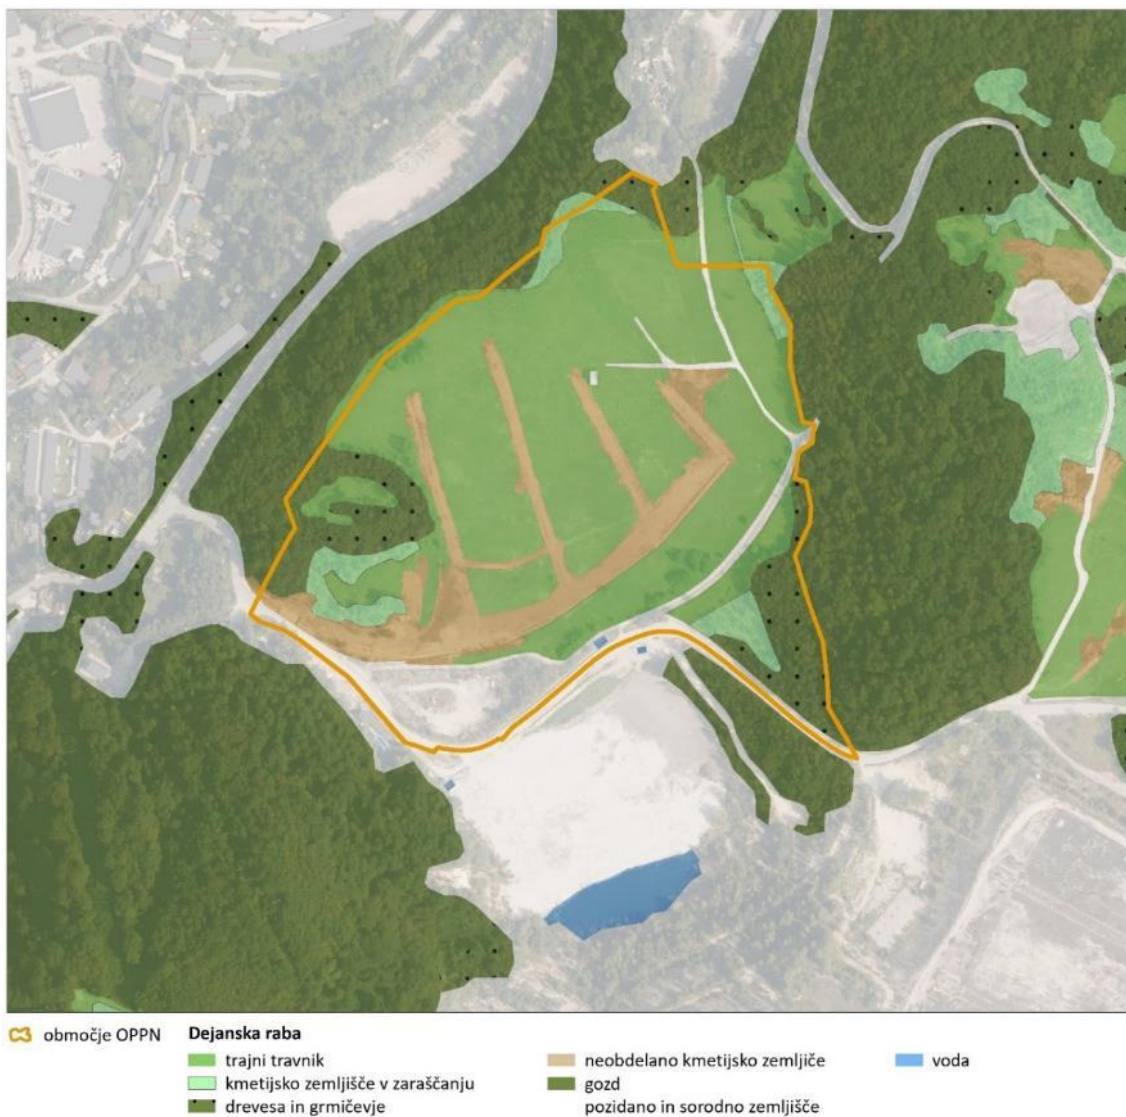 območje OPPN
Dejanska raba
trajni travnik
kmetijsko zemljišče v zaraščanju
drevesa in grmičevje
neobdelano kmetijsko zemljiče
gozd
pozidano in sorodno zemljišče
voda